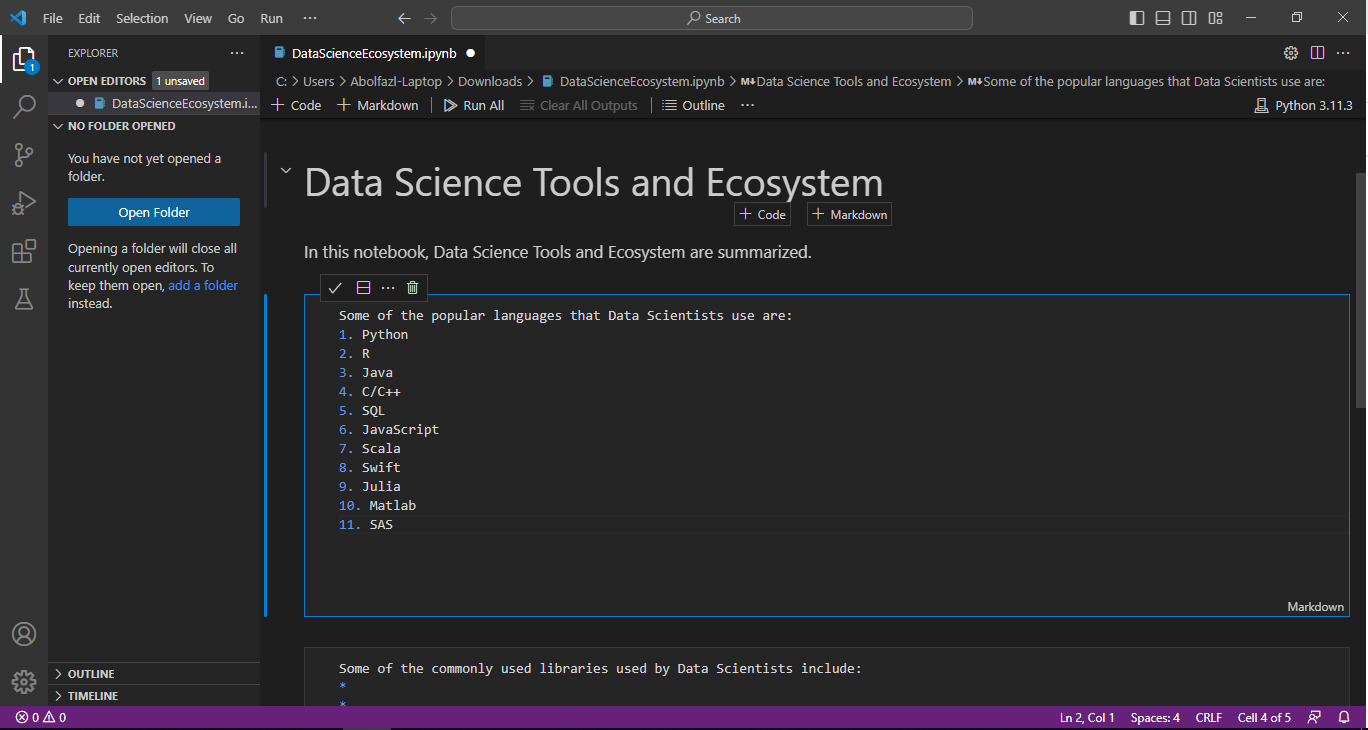 File Edit Selection View Go Run ··· Search
EXPLORER ···
OPEN EDITORS 1 unsaved
DataScienceEcosystem.i...
NO FOLDER OPENED
You have not yet opened a
folder.
Open Folder
Opening a folder will close all
currently open editors. To
keep them open, add a folder
instead.
OUTLINE
TIMELINE
1
DataScienceEcosystem.ipynb
C: > Users > Abolfazl-Laptop > Downloads > DataScienceEcosystem.ipynb > M↓Data Science Tools and Ecosystem > M↓Some of the popular languages that Data Scientists use are:
+ Code + Markdown | Run All Clear All Outputs | Outline ··· Python 3.11.3
Data Science Tools and Ecosystem
+ Code + Markdown
In this notebook, Data Science Tools and Ecosystem are summarized.
Some of the popular languages that Data Scientists use are:
1. Python
2. R
3. Java
4. C/C++
5. SQL
6. JavaScript
7. Scala
8. Swift
9. Julia
10. Matlab
11. SAS
Markdown
Some of the commonly used libraries used by Data Scientists include:
*
*
0 0 Ln 2, Col 1 Spaces: 4 CRLF Cell 4 of 5